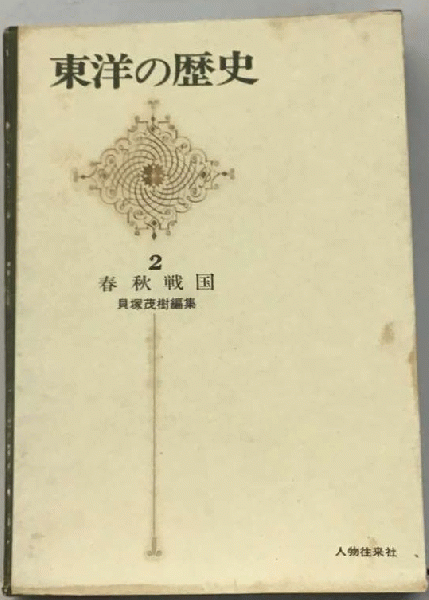 東洋の歴史
2
春秋戦国
貝塚茂樹編集
人物往来社